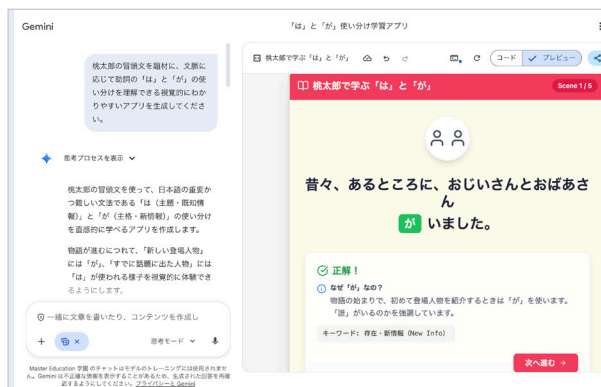 Gemini
「は」と「が」使い分け学習アプリ
桃太郎の冒頭文を題材に、文脈に
応じて助詞の「は」と「が」の使
い分けを理解できる視覚的にわか
りやすいアプリを生成してくださ
い。
思考プロセスを表示
桃太郎の冒頭文を使って、日本語の重要か
つ難しい文法である「は（主題・既知情
報）」と「が（主格・新情報）」の使い分け
を直感的に学べるアプリを作成します。
物語が進むにつれて、「新しい登場人物」
には「が」、「すでに話題に出た人物」には
「は」が使われる様子を視覚的に体験でき
るようにします。
一緒に文章を書いたり、コンテンツを作成し
思考モード
Master Education 学園 のチャットはモデルのトレーニングには使用されませ
ん。Gemini は不正確な情報を表示することがあるため、生成された回答を再確
認するようにしてください。プライバシーと Gemini
桃太郎で学ぶ「は」と「が」
コード
プレビュー
桃太郎で学ぶ「は」と「が」
Scene 1 / 5
昔々、あるところに、おじいさんとおばあさ
ん
が いました。
正解！
なぜ「が」なの？
物語の始まりで、初めて登場人物を紹介するときは「が」を使います。
「誰」がいるのかを強調しています。
キーワード: 存在・新情報 (New Info)
次へ進む →